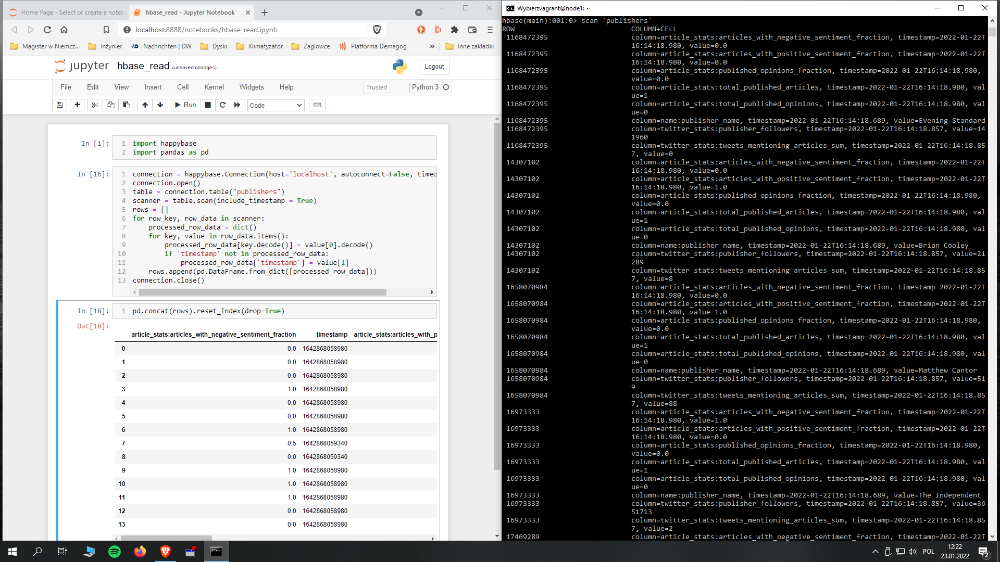 Home Page - Select or create a noteb
hbase_read - Jupyter Notebook
localhost:8888/notebooks/hbase_read.ipynb
Magister w Niemcz...
Inżynier
Nachrichten | DW
Dyski
Klimatyzator
Żaglowce
Platforma Demagog
»
Inne zakładki
jupyter
hbase_read (unsaved changes)
Logout
File
Edit
View
Insert
Cell
Kernel
Widgets
Help
Trusted
Python 3
Run
Code
In [1]:
1 import happybase
2 import pandas as pd
In [16]:
1 connection = happybase.Connection(host='localhost', autoconnect=False, timeo
2 connection.open()
3 table = connection.table("publishers")
4 scanner = table.scan(include_timestamp = True)
5 rows = []
6 for row_key, row_data in scanner:
7     processed_row_data = dict()
8     for key, value in row_data.items():
9         processed_row_data[key.decode()] = value[0].decode()
10         if 'timestamp' not in processed_row_data:
11             processed_row_data['timestamp'] = value[1]
12     rows.append(pd.DataFrame.from_dict([processed_row_data]))
13 connection.close()
In [18]:
1 pd.concat(rows).reset_index(drop=True)
Out[18]:
article_stats:articles_with_negative_sentiment_fraction timestamp article_stats:articles_with_p
0 0.0 1642868058980
1 0.0 1642868058980
2 0.0 1642868058980
3 1.0 1642868058980
4 0.0 1642868058980
5 0.0 1642868058980
6 1.0 1642868058980
7 0.5 1642868059340
8 0.0 1642868059340
9 1.0 1642868058980
10 1.0 1642868058980
11 1.0 1642868058980
12 0.0 1642868058980
13 0.0 1642868058980
Wybierzvagrant@node1: ~
hbase(main):001:0> scan 'publishers'
ROW COLUMN+CELL
1168472395 column=article_stats:articles_with_negative_sentiment_fraction, timestamp=2022-01-22T
16:14:18.980, value=0.0
1168472395 column=article_stats:articles_with_positive_sentiment_fraction, timestamp=2022-01-22T
16:14:18.980, value=0.0
1168472395 column=article_stats:published_opinions_fraction, timestamp=2022-01-22T16:14:18.980,
value=0.0
1168472395 column=article_stats:total_published_articles, timestamp=2022-01-22T16:14:18.980, val
ue=1
1168472395 column=article_stats:total_published_opinions, timestamp=2022-01-22T16:14:18.980, val
ue=0
1168472395 column=name:publisher_name, timestamp=2022-01-22T16:14:18.689, value=Evening Standard
1168472395 column=twitter_stats:publisher_followers, timestamp=2022-01-22T16:14:18.857, value=14
1960
1168472395 column=twitter_stats:tweets_mentioning_articles_sum, timestamp=2022-01-22T16:14:18.85
7, value=0
14307102 column=article_stats:articles_with_negative_sentiment_fraction, timestamp=2022-01-22T
16:14:18.980, value=0.0
14307102 column=article_stats:articles_with_positive_sentiment_fraction, timestamp=2022-01-22T
16:14:18.980, value=1.0
14307102 column=article_stats:published_opinions_fraction, timestamp=2022-01-22T16:14:18.980,
value=0.0
14307102 column=article_stats:total_published_articles, timestamp=2022-01-22T16:14:18.980, val
ue=1
14307102 column=article_stats:total_published_opinions, timestamp=2022-01-22T16:14:18.980, val
ue=0
14307102 column=name:publisher_name, timestamp=2022-01-22T16:14:18.689, value=Brian Cooley
14307102 column=twitter_stats:publisher_followers, timestamp=2022-01-22T16:14:18.857, value=21
289
14307102 column=twitter_stats:tweets_mentioning_articles_sum, timestamp=2022-01-22T16:14:18.85
7, value=8
1658070984 column=article_stats:articles_with_negative_sentiment_fraction, timestamp=2022-01-22T
16:14:18.980, value=0.0
1658070984 column=article_stats:articles_with_positive_sentiment_fraction, timestamp=2022-01-22T
16:14:18.980, value=1.0
1658070984 column=article_stats:published_opinions_fraction, timestamp=2022-01-22T16:14:18.980,
value=0.0
1658070984 column=article_stats:total_published_articles, timestamp=2022-01-22T16:14:18.980, val
ue=1
1658070984 column=article_stats:total_published_opinions, timestamp=2022-01-22T16:14:18.980, val
ue=0
1658070984 column=name:publisher_name, timestamp=2022-01-22T16:14:18.689, value=Matthew Cantor
1658070984 column=twitter_stats:publisher_followers, timestamp=2022-01-22T16:14:18.857, value=51
9
1658070984 column=twitter_stats:tweets_mentioning_articles_sum, timestamp=2022-01-22T16:14:18.85
7, value=88
16973333 column=article_stats:articles_with_negative_sentiment_fraction, timestamp=2022-01-22T
16:14:18.980, value=1.0
16973333 column=article_stats:articles_with_positive_sentiment_fraction, timestamp=2022-01-22T
16:14:18.980, value=0.0
16973333 column=article_stats:published_opinions_fraction, timestamp=2022-01-22T16:14:18.980,
value=0.0
16973333 column=article_stats:total_published_articles, timestamp=2022-01-22T16:14:18.980, val
ue=1
16973333 column=article_stats:total_published_opinions, timestamp=2022-01-22T16:14:18.980, val
ue=0
16973333 column=name:publisher_name, timestamp=2022-01-22T16:14:18.689, value=The Independent
16973333 column=twitter_stats:publisher_followers, timestamp=2022-01-22T16:14:18.857, value=36
51713
16973333 column=twitter_stats:tweets_mentioning_articles_sum, timestamp=2022-01-22T16:14:18.85
7, value=2
17469289 column=article_stats:articles_with_negative_sentiment_fraction, timestamp=2022-01-22T
POL
12:22
23.01.2022
2